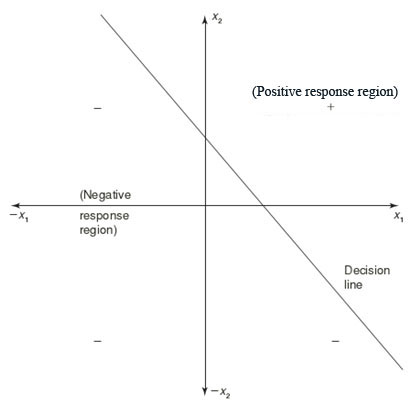 x₂
(Positive response region)
+
−
(Negative
response
region)
−x₁
x₁
Decision
line
−
−
−x₂